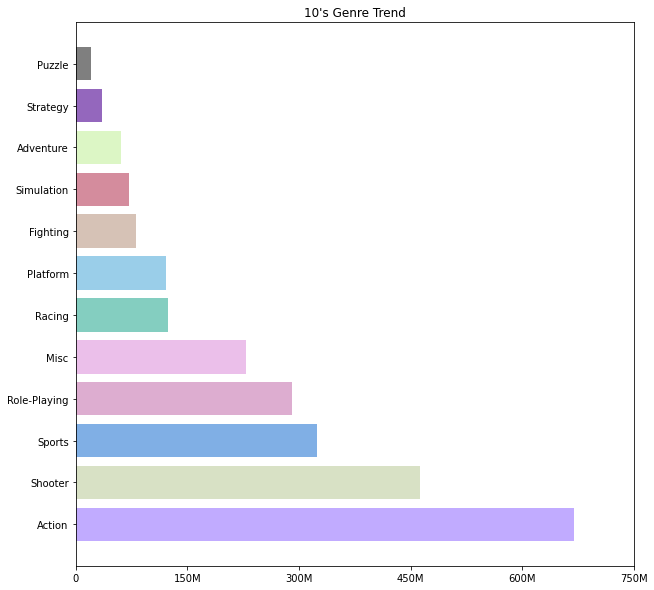 10's Genre Trend
Puzzle
Strategy
Adventure
Simulation
Fighting
Platform
Racing
Misc
Role-Playing
Sports
Shooter
Action
0 150M 300M 450M 600M 750M